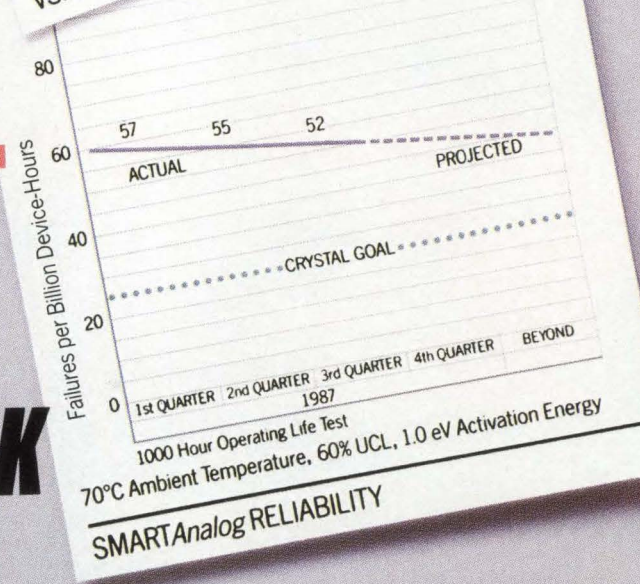 80
57 55 52
60
ACTUAL
PROJECTED
Failures per Billion Device-Hours
40
CRYSTAL GOAL
20
0
1st QUARTER 2nd QUARTER 3rd QUARTER 4th QUARTER BEYOND
1987
1000 Hour Operating Life Test
70°C Ambient Temperature, 60% UCL, 1.0 eV Activation Energy
SMARTAnalog RELIABILITY
K